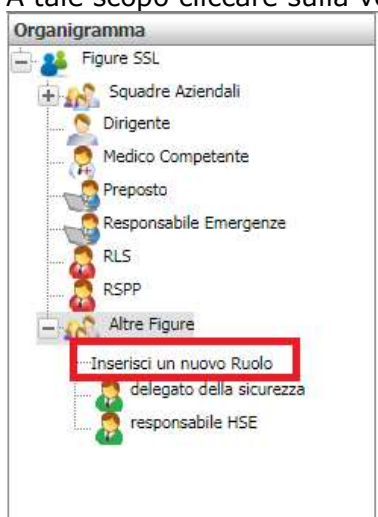 A tale scopo cliccare sulla
Organigramma
Figure SSL
Squadre Aziendali
Dirigente
Medico Competente
Preposto
Responsabile Emergenze
RLS
RSPP
Altre Figure
Inserisci un nuovo Ruolo
delegato della sicurezza
responsabile HSE